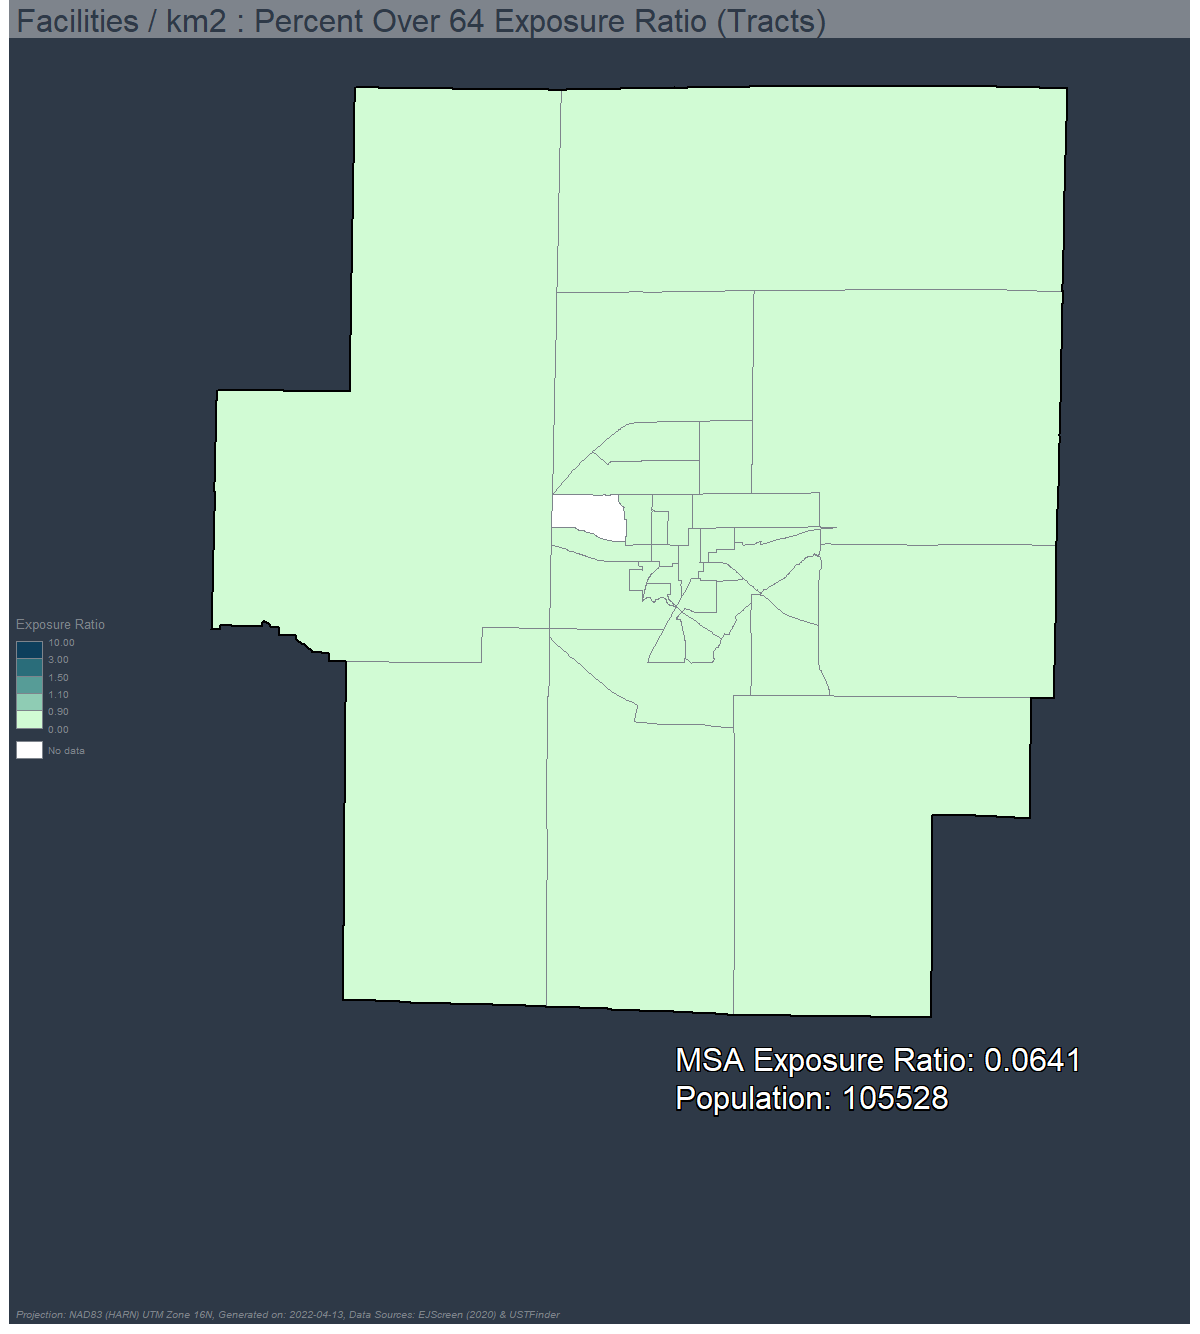 Facilities / km2 : Percent Over 64 Exposure Ratio (Tracts)
Exposure Ratio
10.00
3.00
1.50
1.10
0.90
0.00
No data
MSA Exposure Ratio: 0.0641
Population: 105528
Projection: NAD83 (HARN) UTM Zone 16N, Generated on: 2022-04-13, Data Sources: EJScreen (2020) & USTFinder